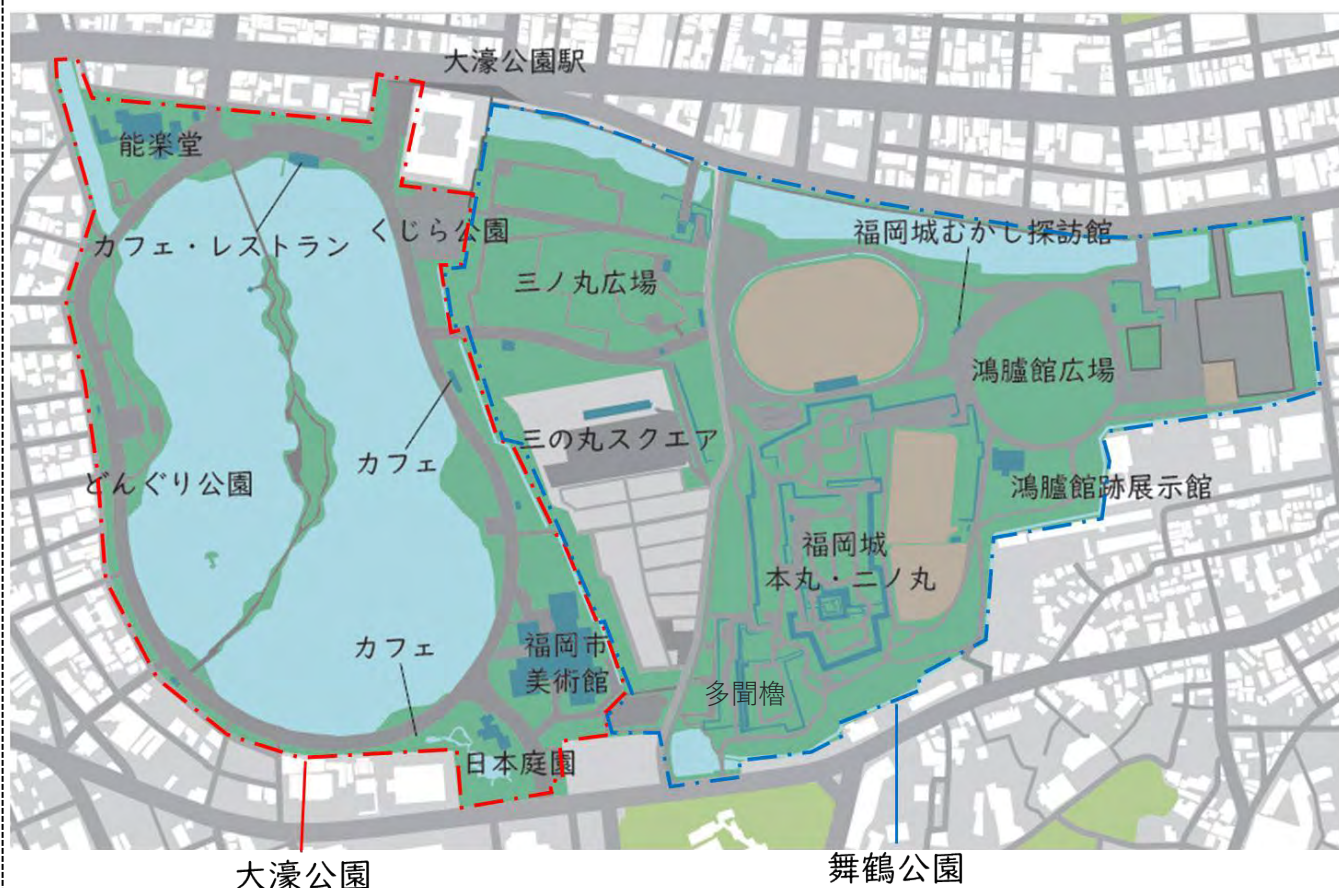 大濠公園駅
能楽堂
カフェ・レストラン
くじら公園
福岡城むかし探訪館
三ノ丸広場
鴻臚館広場
三の丸スクエア
カフェ
どんぐり公園
鴻臚館跡展示館
福岡城
本丸・二ノ丸
カフェ
福岡市
美術館
多聞櫓
日本庭園
大濠公園
舞鶴公園